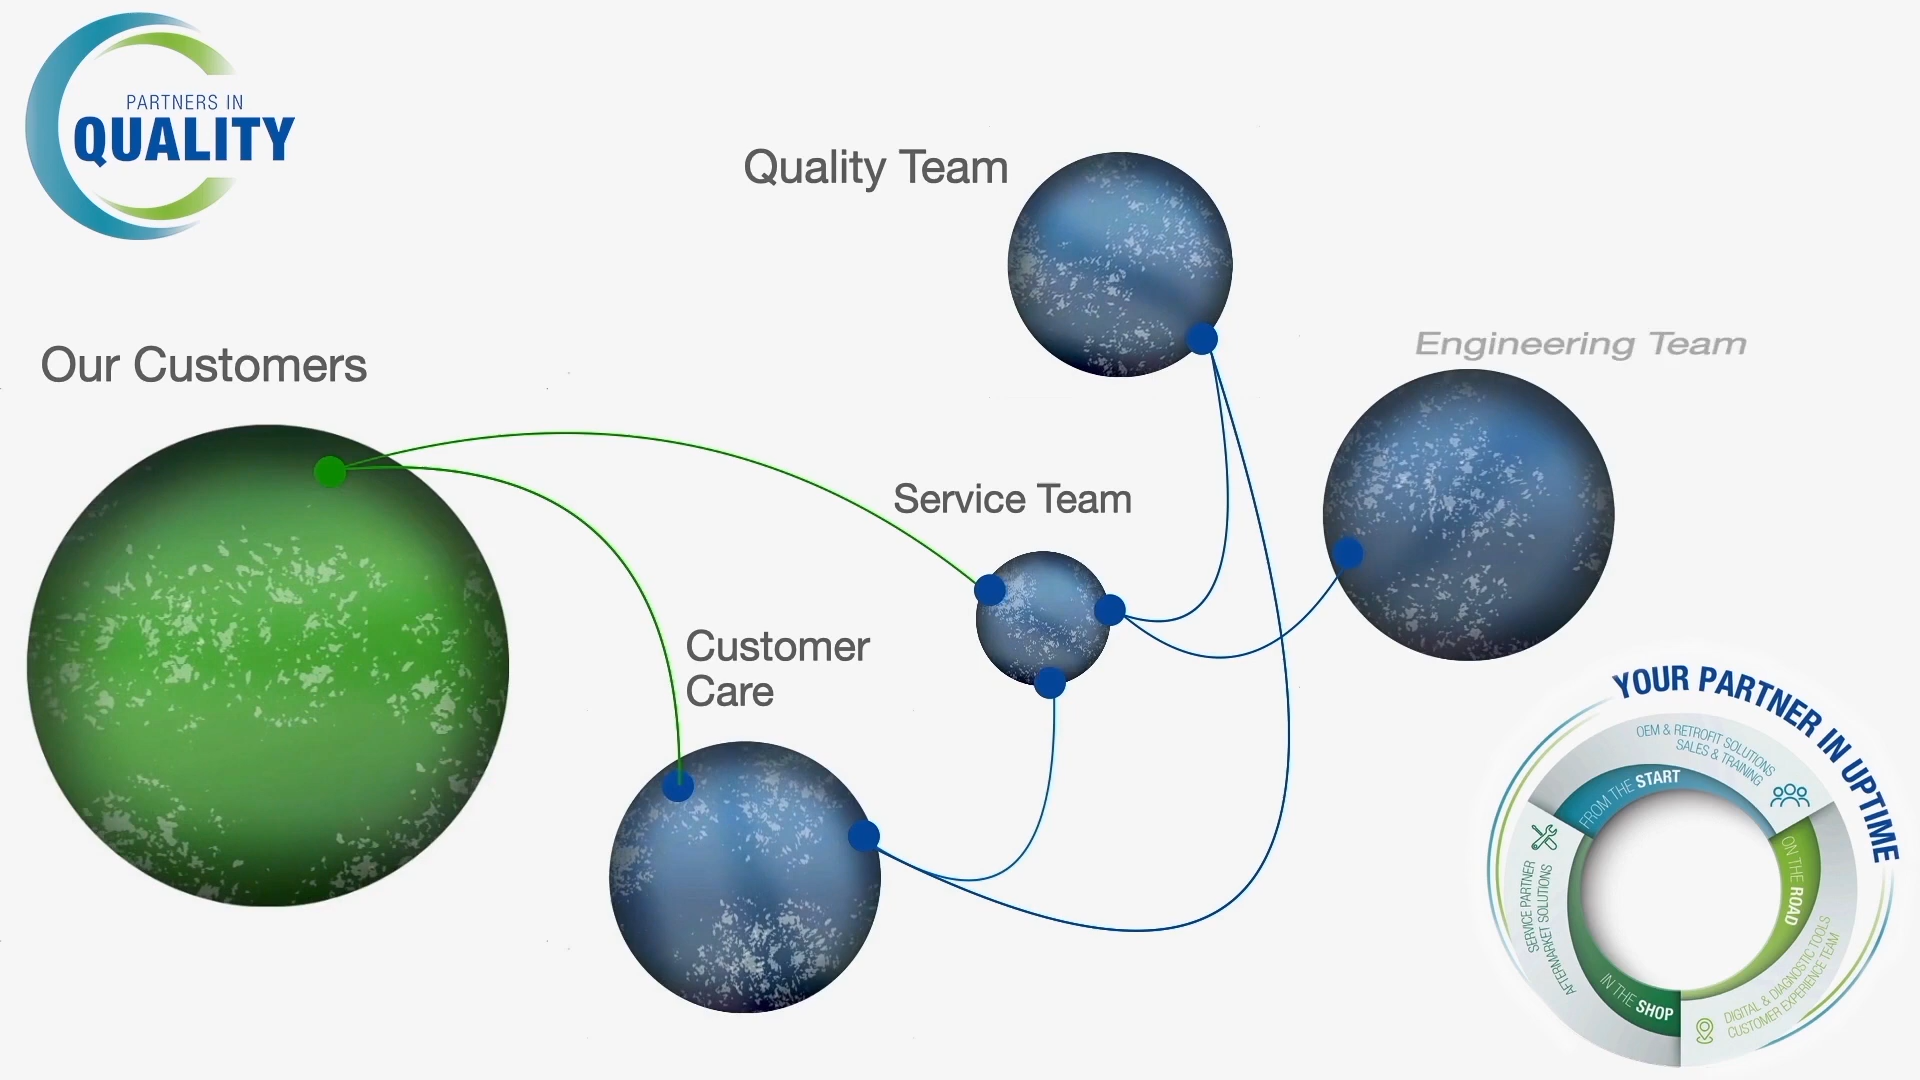 PARTNERS IN
QUALITY
Quality Team
Engineering Team
Our Customers
Service Team
Customer
Care
YOUR PARTNER IN UPTIME
OEM & RETROFIT SOLUTIONS
SALES & TRAINING
FROM THE START
ON THE ROAD
SERVICE PARTNER
AFTERMARKET SOLUTIONS
IN THE SHOP
DIGITAL & DIAGNOSTIC TOOLS
CUSTOMER EXPERIENCE TEAM